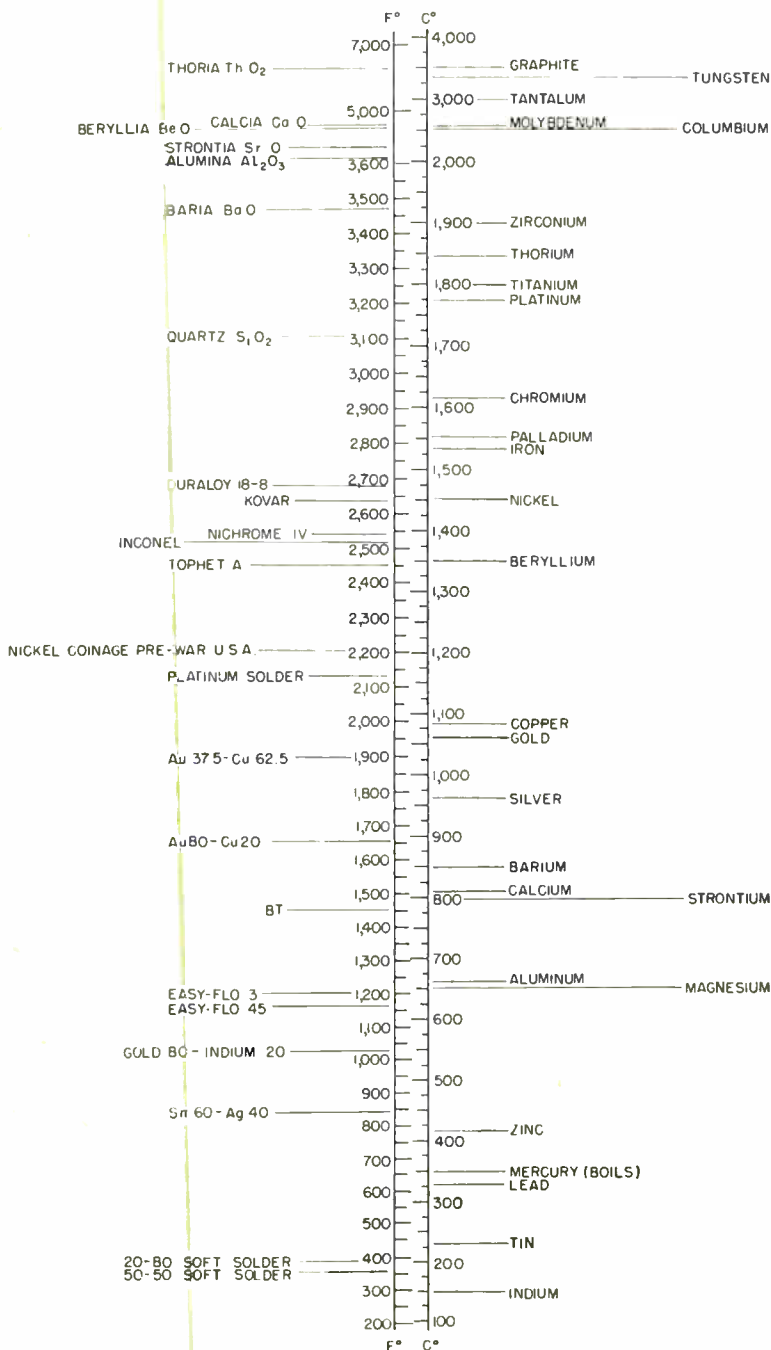 F° C°
7,000 4,000
THORIA Th O₂ GRAPHITE
TUNGSTEN
3,000 TANTALUM
5,000
CALCIA Ca O MOLYBDENUM
BERYLLIA Be O COLUMBIUM
STRONTIA Sr O
ALUMINA Al₂O₃ 3,600 2,000
3,500
BARIA Ba O
1,900 ZIRCONIUM
3,400
THORIUM
3,300
1,800 TITANIUM
3,200 PLATINUM
QUARTZ S₁O₂ 3,100
1,700
3,000
CHROMIUM
2,900 1,600
PALLADIUM
2,800 IRON
1,500
DURALOY 18-8 2,700
KOVAR NICKEL
2,600
NICHROME IV 1,400
INCONEL 2,500
TOPHET A BERYLLIUM
2,400
1,300
2,300
NICKEL COINAGE PRE-WAR U S A. 2,200 1,200
PLATINUM SOLDER
2,100
1,100
2,000 COPPER
GOLD
Au 37.5-Cu 62.5 1,900
1,000
1,800 SILVER
1,700
Au80-Cu20 900
1,600
BARIUM
1,500 CALCIUM
800 STRONTIUM
BT
1,400
1,300 700
ALUMINUM
EASY-FLO 3 1,200 MAGNESIUM
EASY-FLO 45
600
1,100
GOLD 80-INDIUM 20 1,000
500
900
Sn 60-Ag 40
800 ZINC
400
700
MERCURY (BOILS)
600 LEAD
300
500
TIN
20-80 SOFT SOLDER 400 200
50-50 SOFT SOLDER
300 INDIUM
200 100
F° C°